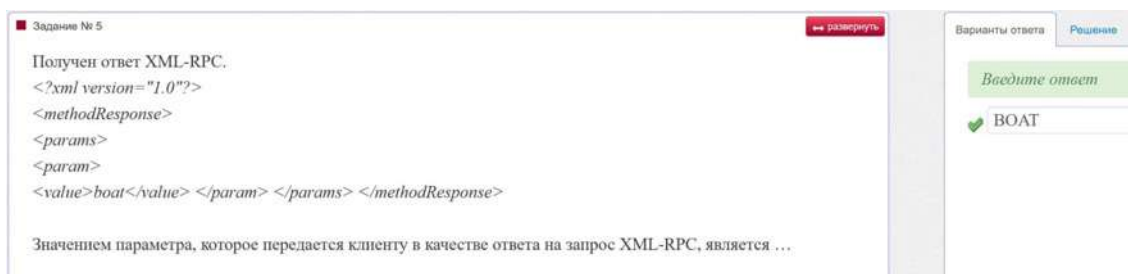 Задание № 5
развернуть
Получен ответ XML-RPC.
<?xml version="1.0"?>
<methodResponse>
<params>
<param>
<value>boat</value> </param> </params> </methodResponse>
Значением параметра, которое передается клиенту в качестве ответа на запрос XML-RPC, является …
Варианты ответа
Решение
Введите ответ
BOAT